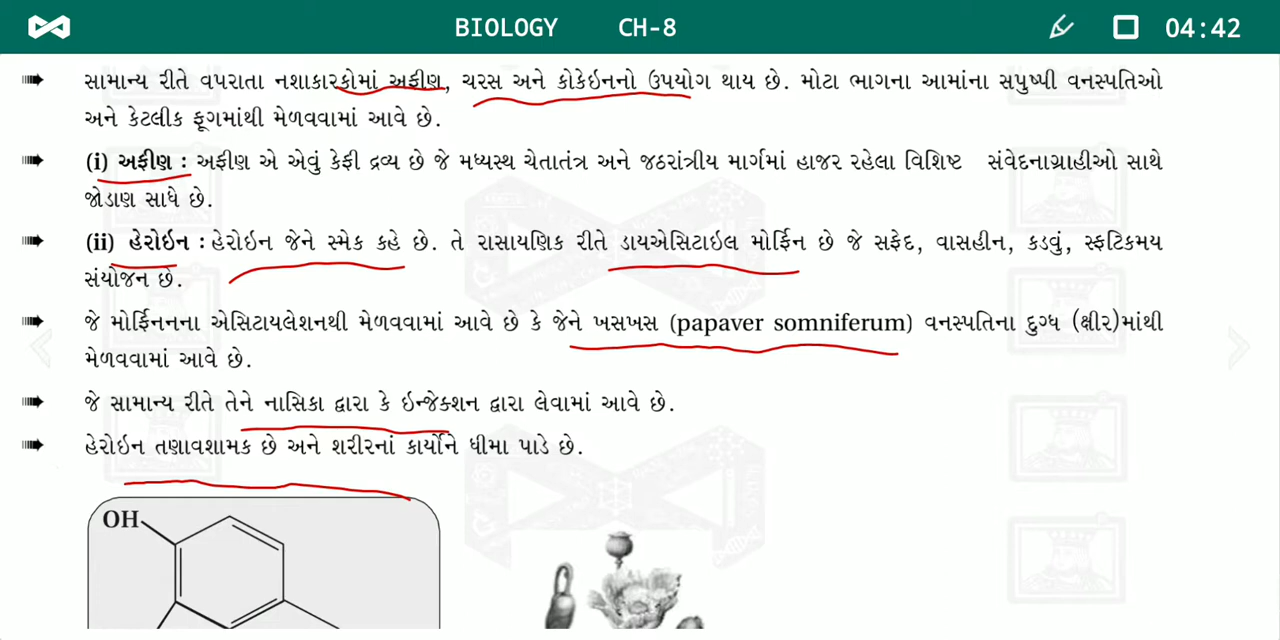 BIOLOGY CH-8 04:42
સામાન્ય રીતે વપરાતા નશાકારકોમાં અફીણ, ચરસ અને કોકેઇનનો ઉપયોગ થાય છે. મોટા ભાગના આમાંના સપુષ્પી વનસ્પતિઓ
અને કેટલીક ફૂગમાંથી મેળવવામાં આવે છે.
(i) અફીણ : અફીણ એ એવું કેફી દ્રવ્ય છે જે મધ્યસ્થ ચેતાતંત્ર અને જઠરાંત્રીય માર્ગમાં હાજર રહેલા વિશિષ્ટ સંવેદનાગ્રાહીઓ સાથે
જોડાણ સાધે છે.
(ii) હેરોઇન : હેરોઇન જેને સ્મેક કહે છે. તે રાસાયણિક રીતે ડાયએસિટાઇલ મોર્ફિન છે જે સફેદ, વાસહીન, કડવું, સ્ફટિકમય
સંયોજન છે.
જે મોર્ફિનનના એસિટાયલેશનથી મેળવવામાં આવે છે કે જેને ખસખસ (papaver somniferum) વનસ્પતિના દુગ્ધ (ક્ષીર)માંથી
મેળવવામાં આવે છે.
જે સામાન્ય રીતે તેને નાસિકા દ્વારા કે ઇન્જેક્શન દ્વારા લેવામાં આવે છે.
હેરોઇન તણાવશામક છે અને શરીરનાં કાર્યોને ધીમા પાડે છે.
OH